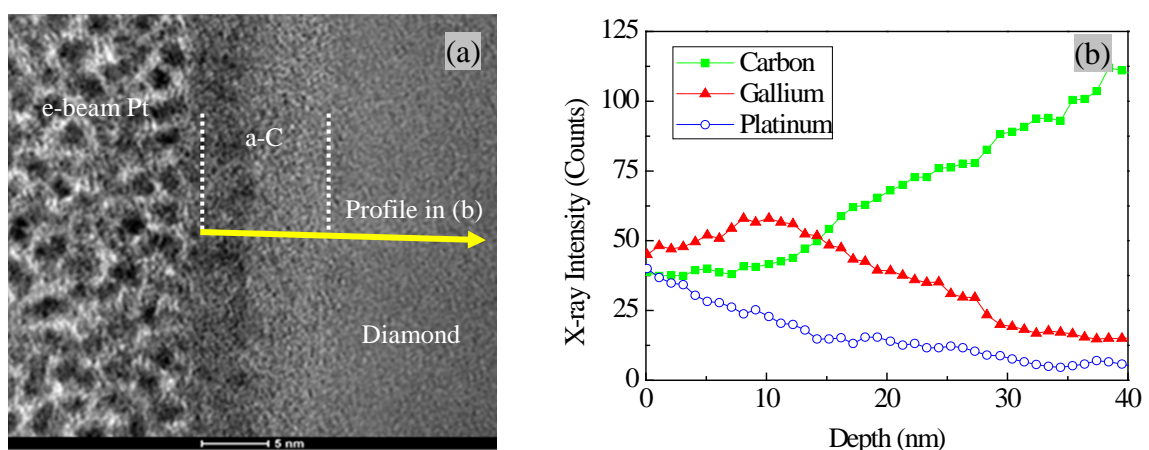 (a)
e-beam Pt
a-C
Profile in (b)
Diamond
5 nm
(b)
Carbon
Gallium
Platinum
125
100
75
50
25
0
0 10 20 30 40
X-ray Intensity (Counts)
Depth (nm)